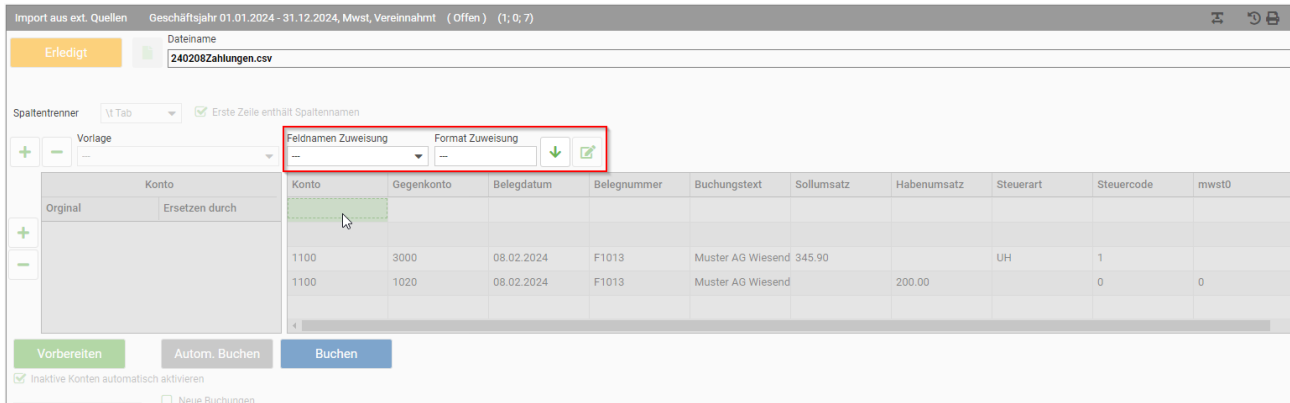 Import aus ext. Quellen Geschäftsjahr 01.01.2024 - 31.12.2024, Mwst, Vereinnahmt ( Offen ) (1; 0; 7)
Dateiname
Erledigt
240208Zahlungen.csv
Spaltentrenner \t Tab Erste Zeile enthält Spaltennamen
Vorlage Feldnamen Zuweisung Format Zuweisung
--- --- ---
Konto Konto Gegenkonto Belegdatum Belegnummer Buchungstext Sollumsatz Habenumsatz Steuerart Steuercode mwst0
Orginal Ersetzen durch
1100 3000 08.02.2024 F1013 Muster AG Wiesend 345.90 UH 1
1100 1020 08.02.2024 F1013 Muster AG Wiesend 200.00 0 0
Vorbereiten Autom. Buchen Buchen
Inaktive Konten automatisch aktivieren
Neue Buchungen